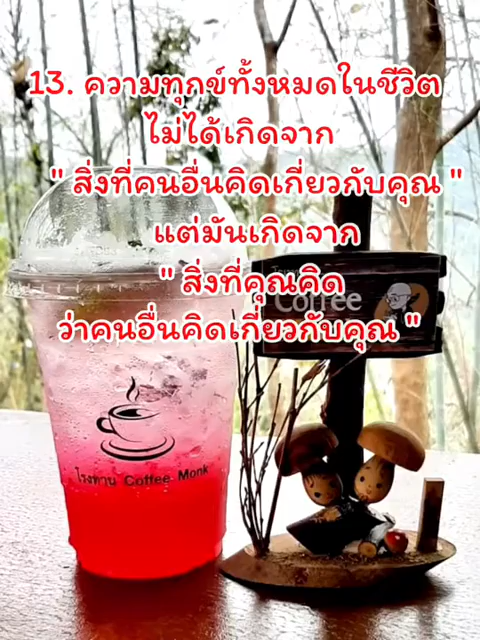 13. ความทุกข์ทั้งหมดในชีวิต
ไม่ได้เกิดจาก
" สิ่งที่คนอื่นคิดเกี่ยวกับคุณ "
แต่มันเกิดจาก
" สิ่งที่คุณคิด
ว่าคนอื่นคิดเกี่ยวกับคุณ "
Coffee
โรงทาน Coffee Monk